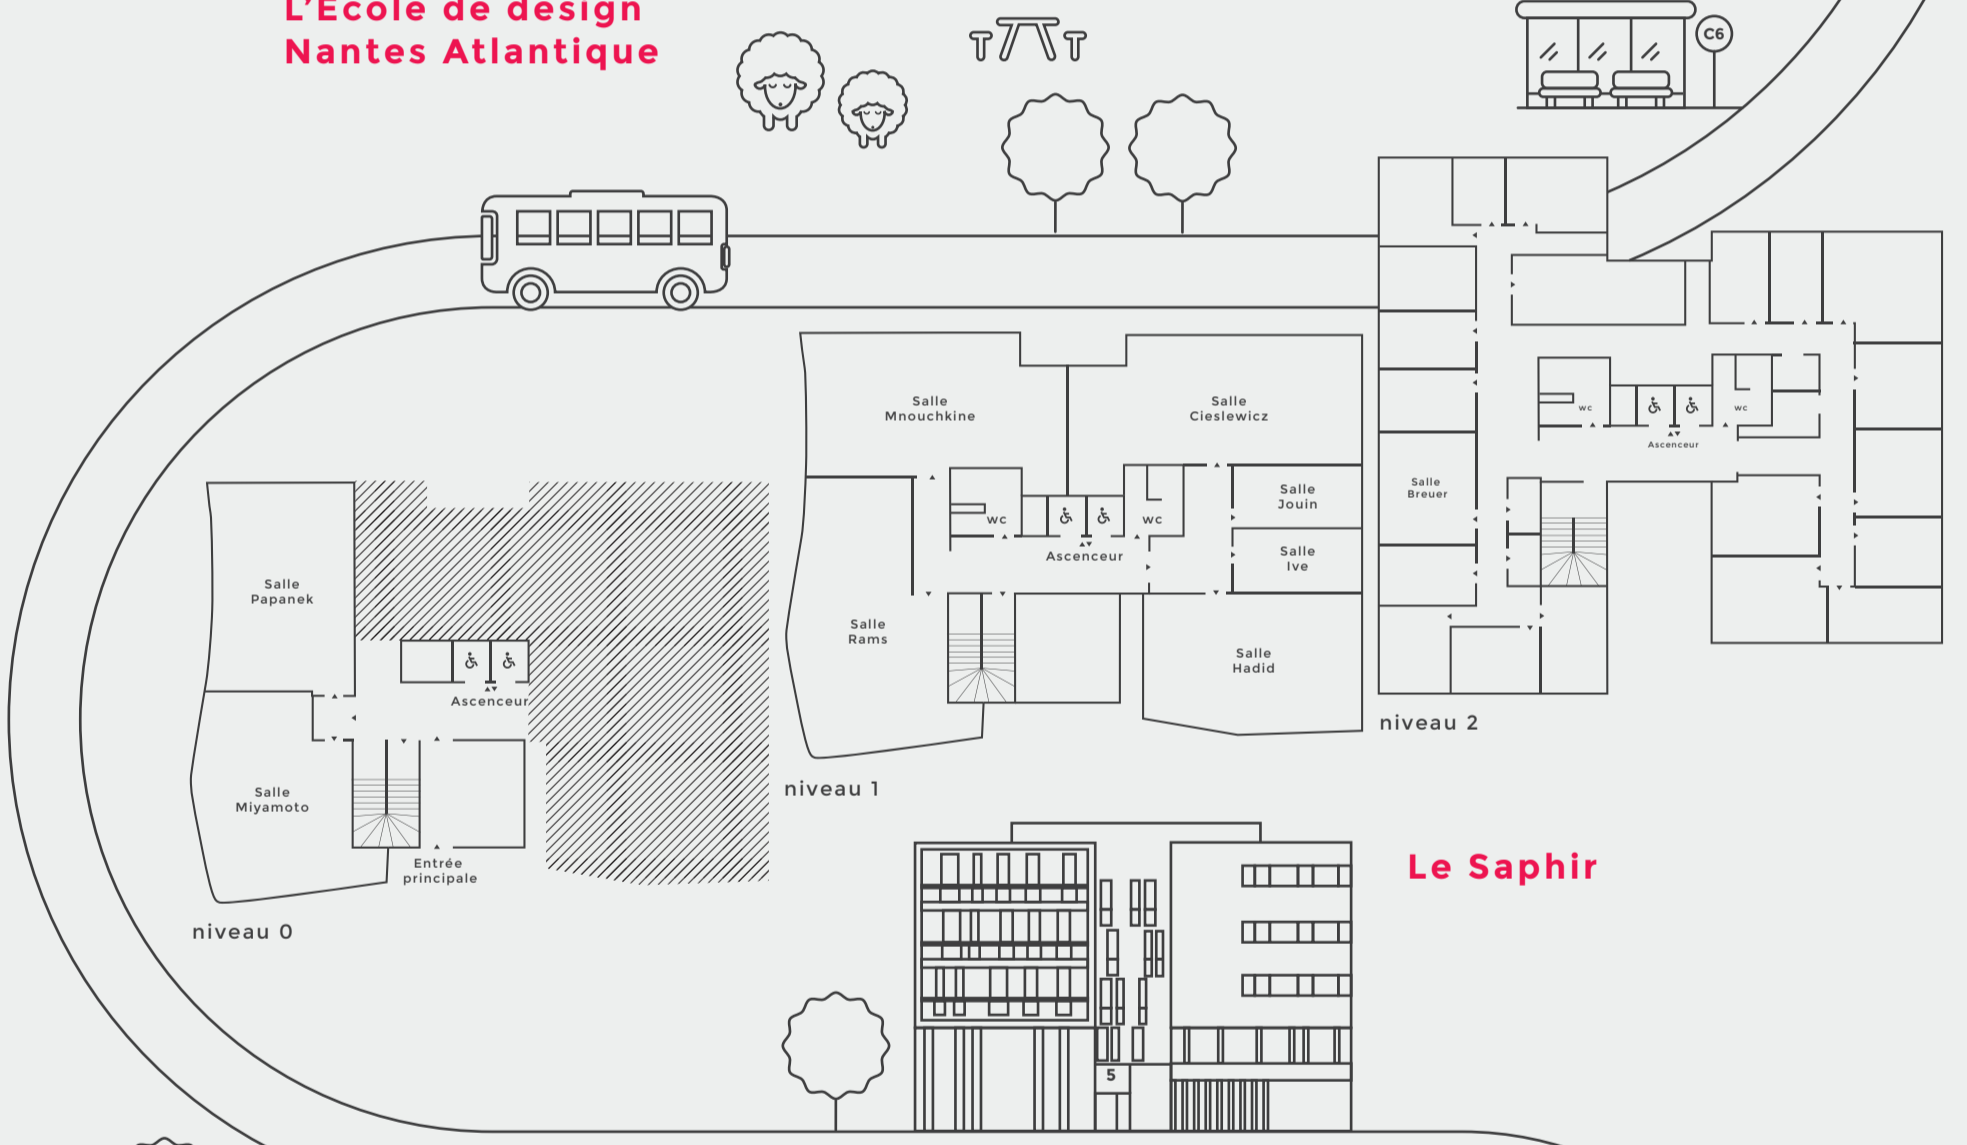 L'École de design
Nantes Atlantique
C6
Salle
Mnouchkine
Salle
Cieslewicz
wc
wc
Ascenceur
Salle
Jouin
Salle
Ive
Salle
Rams
Salle
Hadid
niveau 1
wc
wc
Ascenceur
Salle
Breuer
niveau 2
Salle
Papanek
Ascenceur
Salle
Miyamoto
Entrée
principale
niveau 0
Le Saphir
5